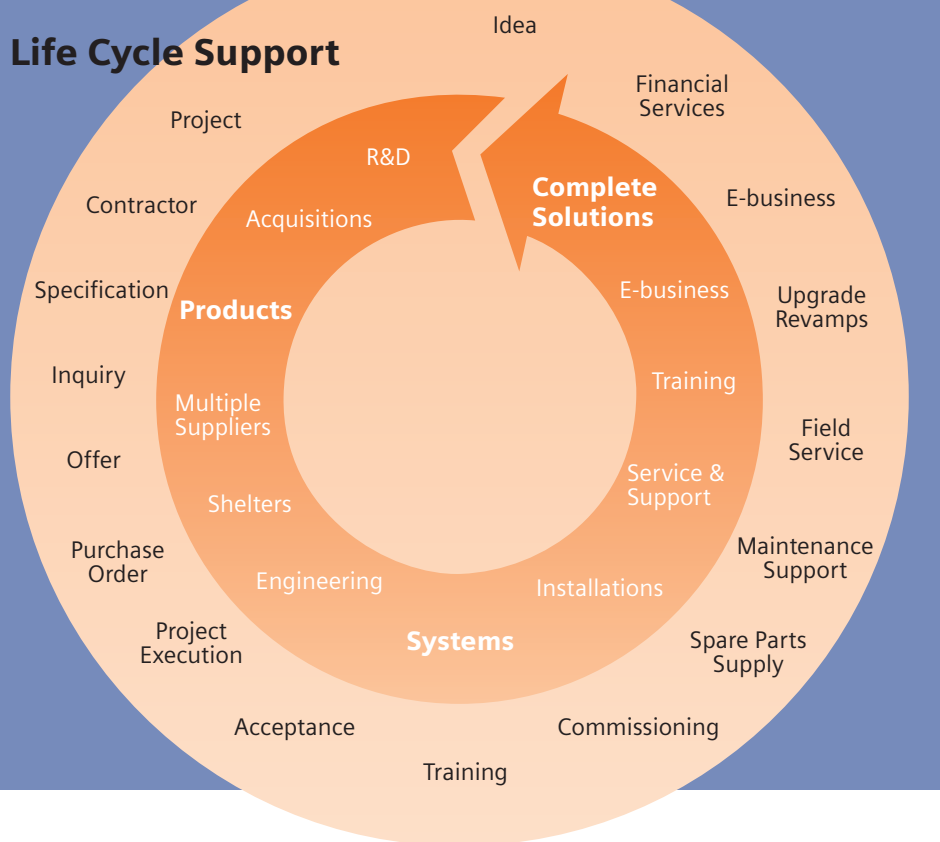 Life Cycle Support
Idea
Financial
Services
E-business
Upgrade
Revamps
Field
Service
Maintenance
Support
Spare Parts
Supply
Commissioning
Training
Acceptance
Project
Execution
Purchase
Order
Offer
Inquiry
Specification
Contractor
Project
R&D
Acquisitions
Products
Multiple
Suppliers
Shelters
Engineering
Systems
Installations
Service &
Support
Training
E-business
Complete
Solutions